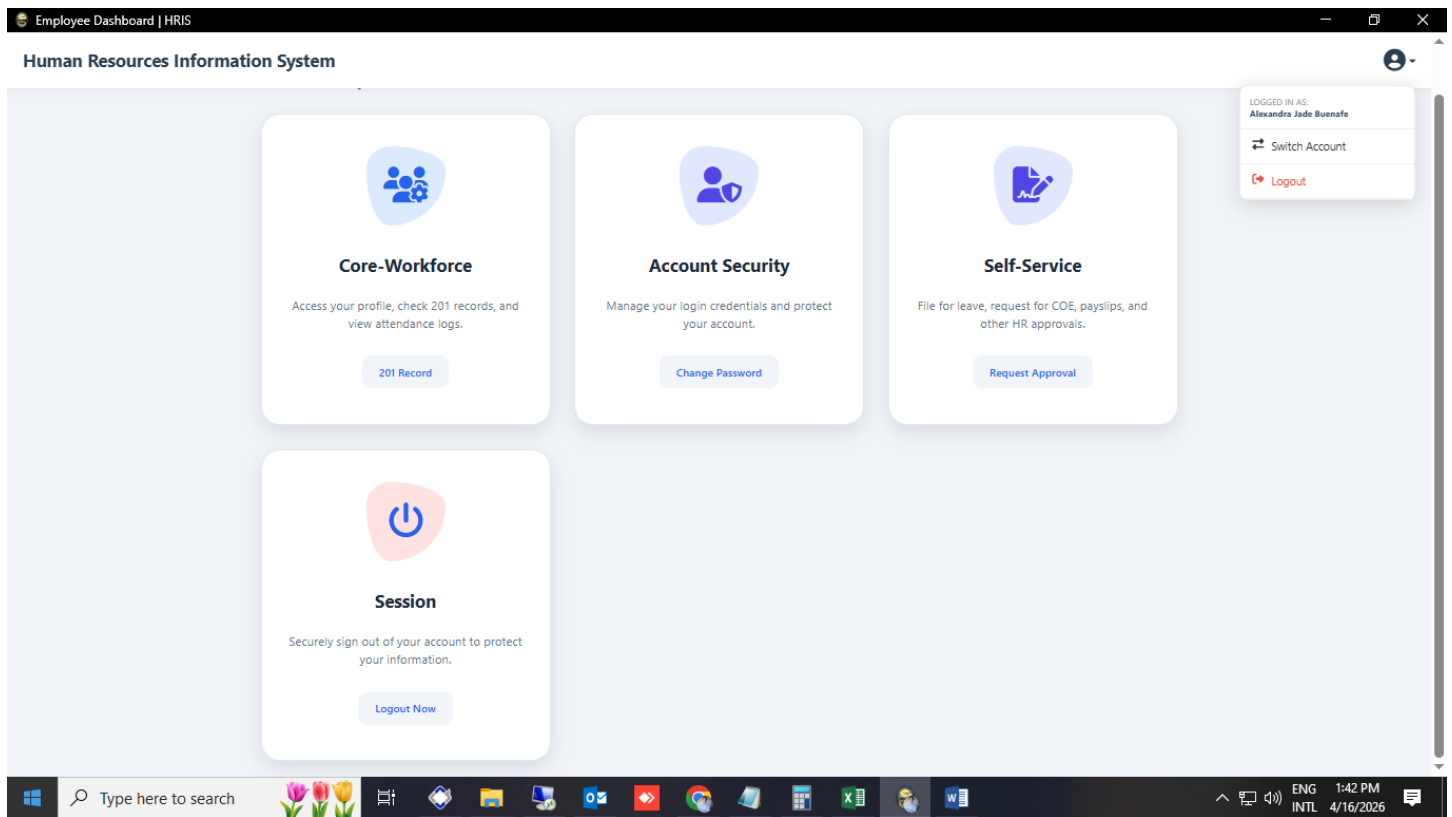 Employee Dashboard | HRIS
Human Resources Information System
LOGGED IN AS:
Alexandra Jade Buenafe
Switch Account
Logout
Core-Workforce
Access your profile, check 201 records, and
view attendance logs.
201 Record
Account Security
Manage your login credentials and protect
your account.
Change Password
Self-Service
File for leave, request for COE, payslips, and
other HR approvals.
Request Approval
Session
Securely sign out of your account to protect
your information.
Logout Now
Type here to search
ENG
INTL
1:42 PM
4/16/2026